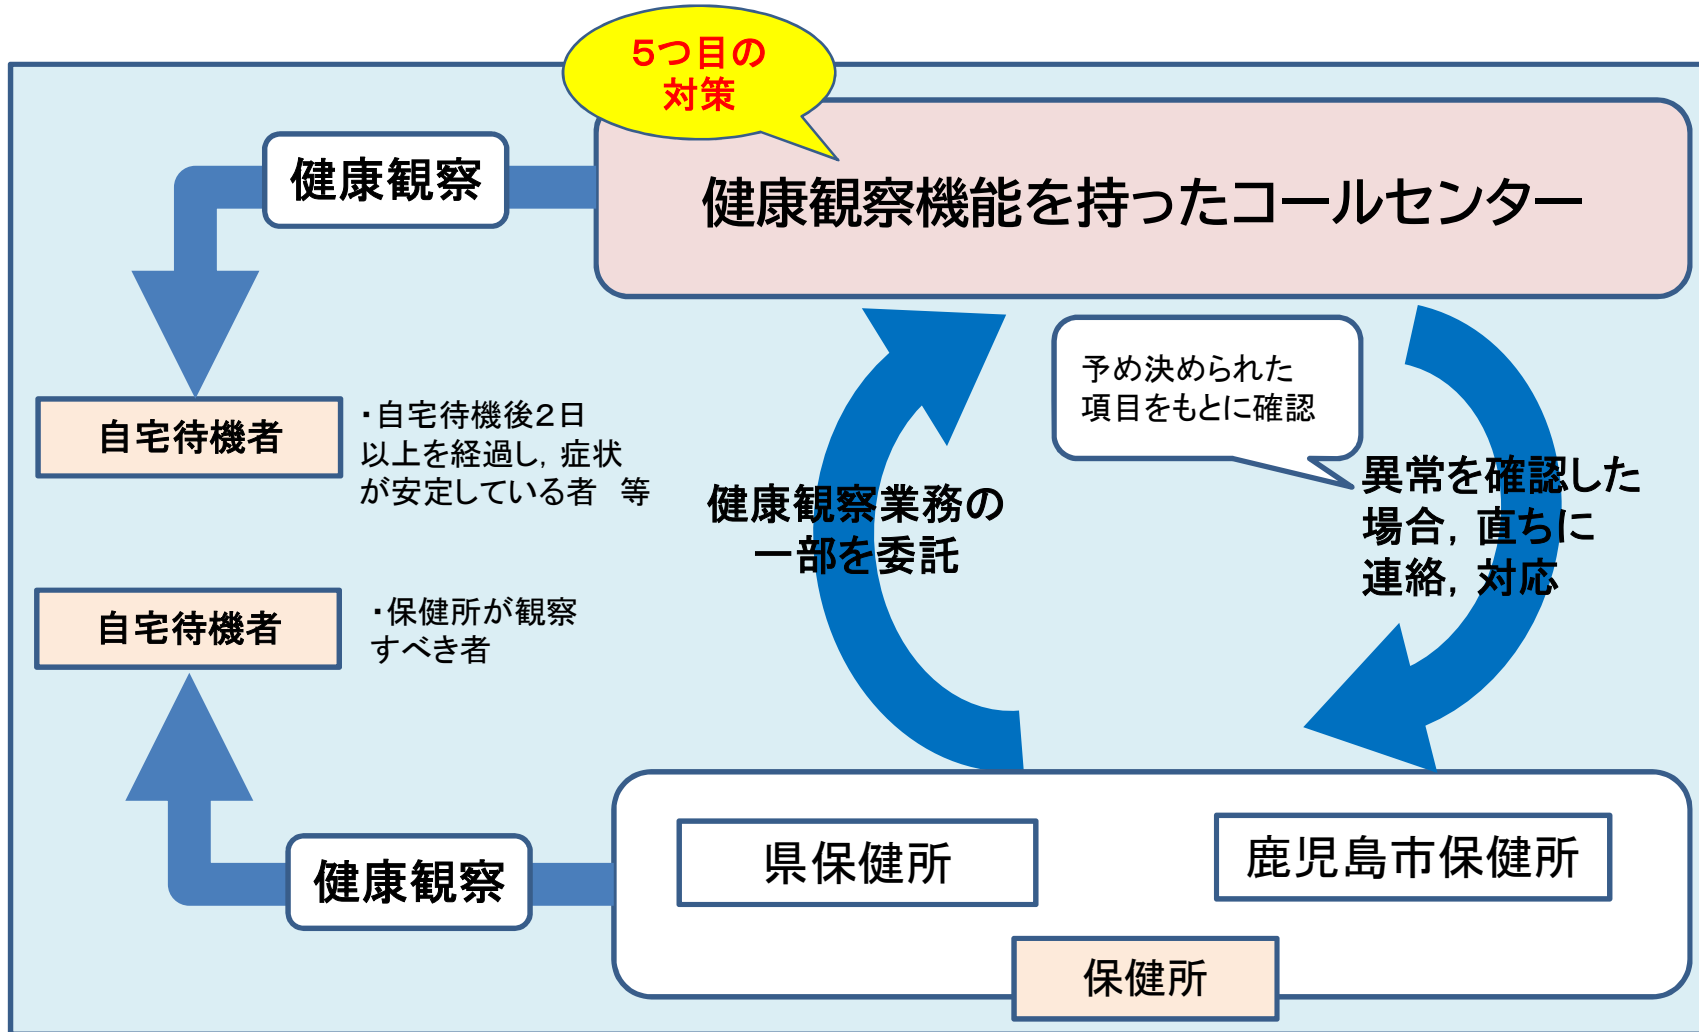 5つ目の
対策
健康観察
健康観察機能を持ったコールセンター
予め決められた
項目をもとに確認
自宅待機者
・自宅待機後2日
以上を経過し，症状
が安定している者　等
健康観察業務の
一部を委託
異常を確認した
場合，直ちに
連絡，対応
自宅待機者
・保健所が観察
すべき者
健康観察
県保健所
鹿児島市保健所
保健所